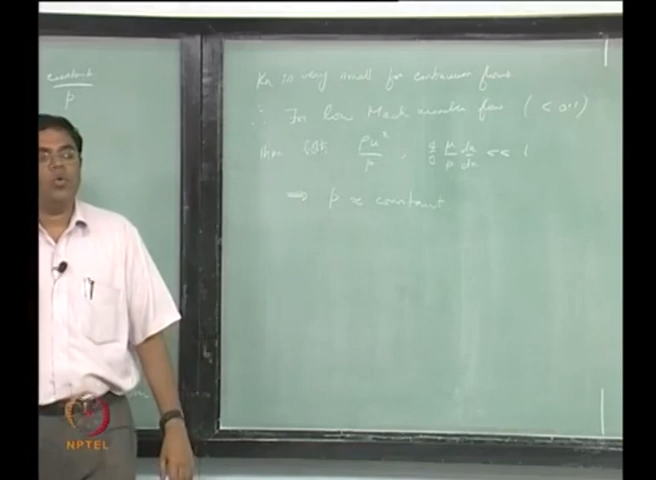 constant
p
Kn is very small for continuum flows
∴ For low Mach number flow (< 0.1)
then both ρu²/p, 4/3 μ/p du/dx << 1
⟹ p ≈ constant
NPTEL